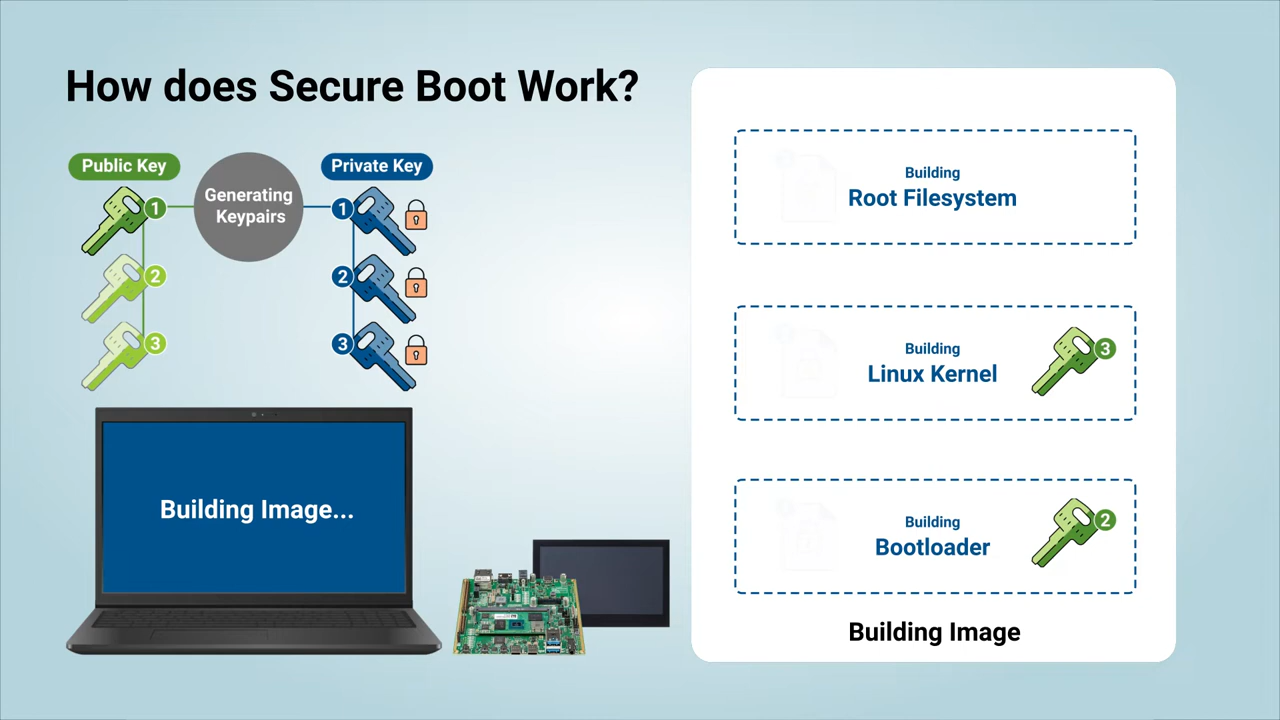 How does Secure Boot Work?
Public Key
Generating
Keypairs
Private Key
1
1
2
2
3
3
Building Image...
Building
Root Filesystem
Building
Linux Kernel
3
Building
Bootloader
2
Building Image